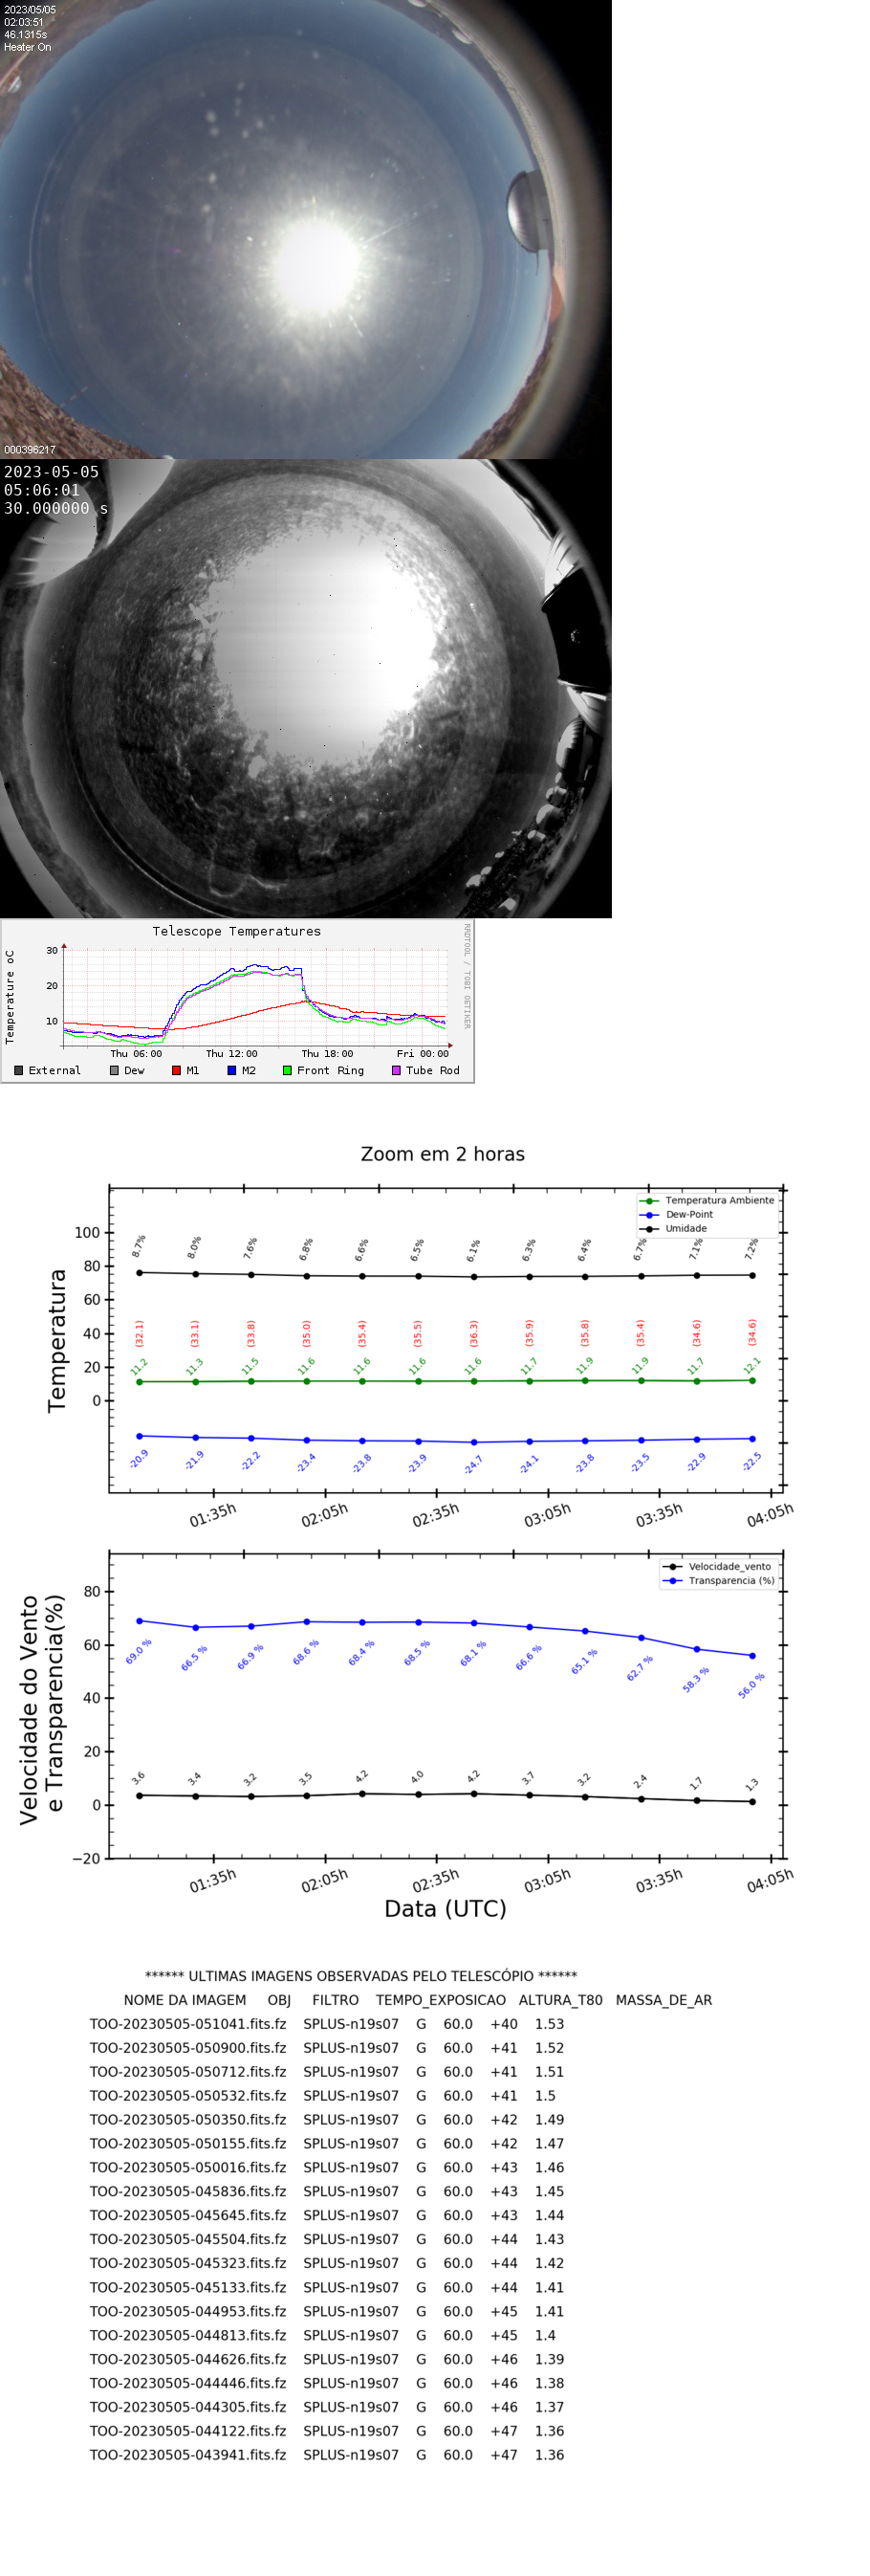 2023/05/05
02:03:51
46.1315s
Heater On
000396217
2023-05-05
05:06:01
30.000000 s
Telescope Temperatures
Temperature oC
30
20
10
Thu 06:00 Thu 12:00 Thu 18:00 Fri 00:00
External Dew M1 M2 Front Ring Tube Rod
RRDTOOL / TOBI OETIKER
Zoom em 2 horas
Temperatura
Temperatura Ambiente
Dew-Point
Umidade
100
80
60
40
20
0
8.7% 8.0% 7.6% 6.8% 6.6% 6.5% 6.1% 6.3% 6.4% 6.7% 7.1% 7.2%
(32.1) (33.1) (33.8) (35.0) (35.4) (35.5) (36.3) (35.9) (35.8) (35.4) (34.6) (34.6)
11.2 11.3 11.5 11.6 11.6 11.6 11.6 11.7 11.9 11.9 11.7 12.1
-20.9 -21.9 -22.2 -23.4 -23.8 -23.9 -24.7 -24.1 -23.8 -23.5 -22.9 -22.5
01:35h 02:05h 02:35h 03:05h 03:35h 04:05h
Velocidade do Vento
e Transparencia(%)
Velocidade_vento
Transparencia (%)
80
60
40
20
0
−20
69.0 % 66.5 % 66.9 % 68.6 % 68.4 % 68.5 % 68.1 % 66.6 % 65.1 % 62.7 % 58.3 % 56.0 %
3.6 3.4 3.2 3.5 4.2 4.0 4.2 3.7 3.2 2.4 1.7 1.3
01:35h 02:05h 02:35h 03:05h 03:35h 04:05h
Data (UTC)
****** ULTIMAS IMAGENS OBSERVADAS PELO TELESCÓPIO ******
NOME DA IMAGEM OBJ FILTRO TEMPO_EXPOSICAO ALTURA_T80 MASSA_DE_AR
TOO-20230505-051041.fits.fz SPLUS-n19s07 G 60.0 +40 1.53
TOO-20230505-050900.fits.fz SPLUS-n19s07 G 60.0 +41 1.52
TOO-20230505-050712.fits.fz SPLUS-n19s07 G 60.0 +41 1.51
TOO-20230505-050532.fits.fz SPLUS-n19s07 G 60.0 +41 1.5
TOO-20230505-050350.fits.fz SPLUS-n19s07 G 60.0 +42 1.49
TOO-20230505-050155.fits.fz SPLUS-n19s07 G 60.0 +42 1.47
TOO-20230505-050016.fits.fz SPLUS-n19s07 G 60.0 +43 1.46
TOO-20230505-045836.fits.fz SPLUS-n19s07 G 60.0 +43 1.45
TOO-20230505-045645.fits.fz SPLUS-n19s07 G 60.0 +43 1.44
TOO-20230505-045504.fits.fz SPLUS-n19s07 G 60.0 +44 1.43
TOO-20230505-045323.fits.fz SPLUS-n19s07 G 60.0 +44 1.42
TOO-20230505-045133.fits.fz SPLUS-n19s07 G 60.0 +44 1.41
TOO-20230505-044953.fits.fz SPLUS-n19s07 G 60.0 +45 1.41
TOO-20230505-044813.fits.fz SPLUS-n19s07 G 60.0 +45 1.4
TOO-20230505-044626.fits.fz SPLUS-n19s07 G 60.0 +46 1.39
TOO-20230505-044446.fits.fz SPLUS-n19s07 G 60.0 +46 1.38
TOO-20230505-044305.fits.fz SPLUS-n19s07 G 60.0 +46 1.37
TOO-20230505-044122.fits.fz SPLUS-n19s07 G 60.0 +47 1.36
TOO-20230505-043941.fits.fz SPLUS-n19s07 G 60.0 +47 1.36